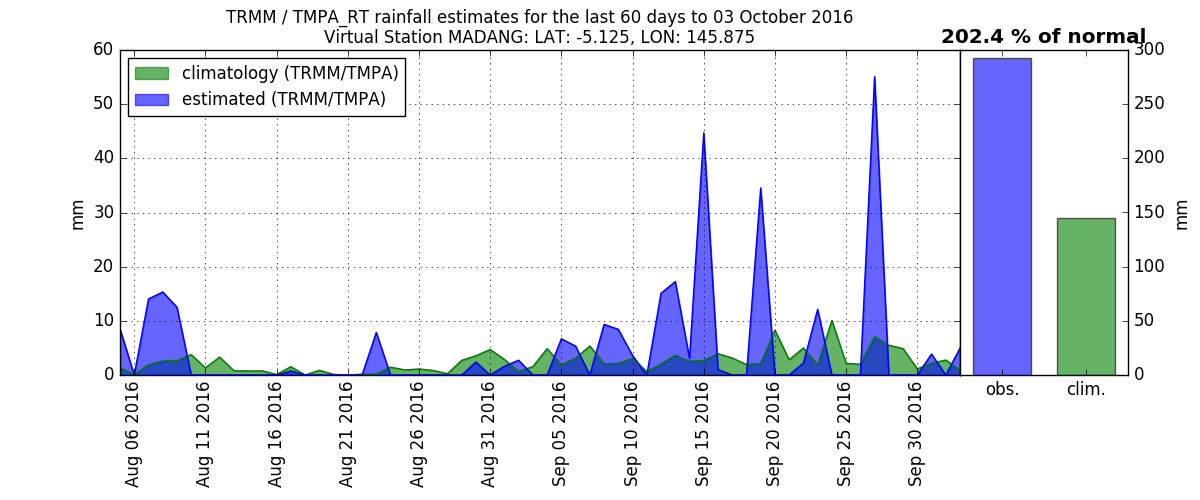 TRMM / TMPA_RT rainfall estimates for the last 60 days to 03 October 2016
Virtual Station MADANG: LAT: -5.125, LON: 145.875
202.4 % of normal
climatology (TRMM/TMPA)
estimated (TRMM/TMPA)
mm
60
50
40
30
20
10
0
Aug 06 2016
Aug 11 2016
Aug 16 2016
Aug 21 2016
Aug 26 2016
Aug 31 2016
Sep 05 2016
Sep 10 2016
Sep 15 2016
Sep 20 2016
Sep 25 2016
Sep 30 2016
obs.
clim.
300
250
200
150
100
50
0
mm